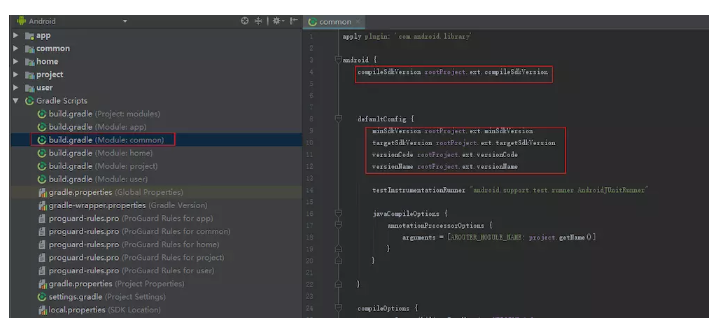 Android
app
common
home
project
user
Gradle Scripts
build.gradle (Project: modules)
build.gradle (Module: app)
build.gradle (Module: common)
build.gradle (Module: home)
build.gradle (Module: project)
build.gradle (Module: user)
gradle.properties (Global Properties)
gradle-wrapper.properties (Gradle Version)
proguard-rules.pro (ProGuard Rules for app)
proguard-rules.pro (ProGuard Rules for common)
proguard-rules.pro (ProGuard Rules for home)
proguard-rules.pro (ProGuard Rules for project)
proguard-rules.pro (ProGuard Rules for user)
gradle.properties (Project Properties)
settings.gradle (Project Settings)
local.properties (SDK Location)
common
1 apply plugin: 'com.android.library'
2
3 android {
4 compileSdkVersion rootProject.ext.compileSdkVersion
5
6
7
8 defaultConfig {
9 minSdkVersion rootProject.ext.minSdkVersion
10 targetSdkVersion rootProject.ext.targetSdkVersion
11 versionCode rootProject.ext.versionCode
12 versionName rootProject.ext.versionName
13
14 testInstrumentationRunner "android.support.test.runner.AndroidJUnitRunner"
15
16 javaCompileOptions {
17 annotationProcessorOptions {
18 arguments = [AROUTER_MODULE_NAME: project.getName()]
19 }
20 }
21
22 }
23
24 compileOptions {